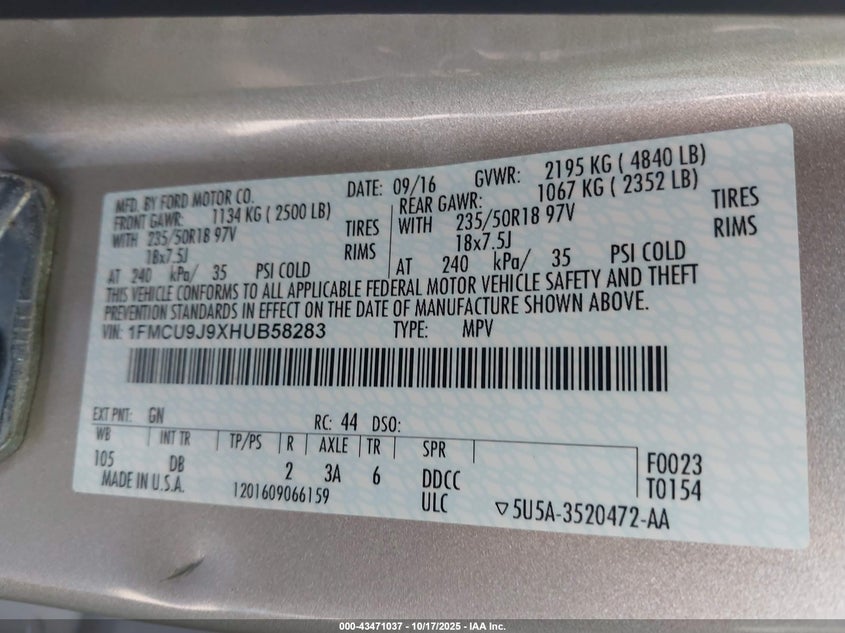 MFD. BY FORD MOTOR CO. DATE: 09/16 GVWR: 2195 KG ( 4840 LB)
FRONT GAWR: 1134 KG ( 2500 LB) REAR GAWR: 1067 KG ( 2352 LB)
WITH 235/50R18 97V TIRES WITH 235/50R18 97V TIRES
18x7.5J RIMS 18x7.5J RIMS
AT 240 kPa/ 35 PSI COLD AT 240 kPa/ 35 PSI COLD
THIS VEHICLE CONFORMS TO ALL APPLICABLE FEDERAL MOTOR VEHICLE SAFETY AND THEFT
PREVENTION STANDARDS IN EFFECT ON THE DATE OF MANUFACTURE SHOWN ABOVE.
VIN: 1FMCU9J9XHUB58283 TYPE: MPV
EXT PNT: GN RC: 44 DSO:
WB INT TR TP/PS R AXLE TR SPR
105 DB 2 3A 6 DDCC F0023
MADE IN U.S.A. 1201609066159 ULC T0154
▽5U5A-3520472-AA
000-43471037 - 10/17/2025 - IAA Inc.